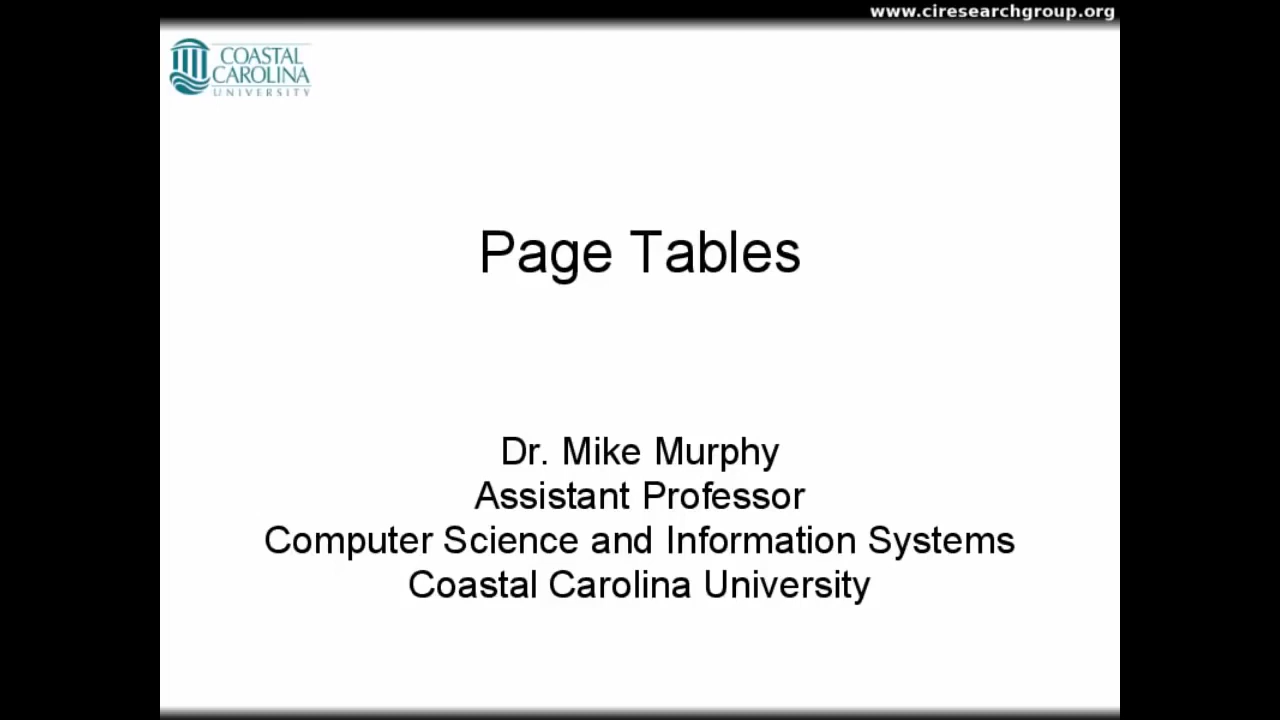 www.ciresearchgroup.org
COASTAL
CAROLINA
UNIVERSITY
Page Tables
Dr. Mike Murphy
Assistant Professor
Computer Science and Information Systems
Coastal Carolina University